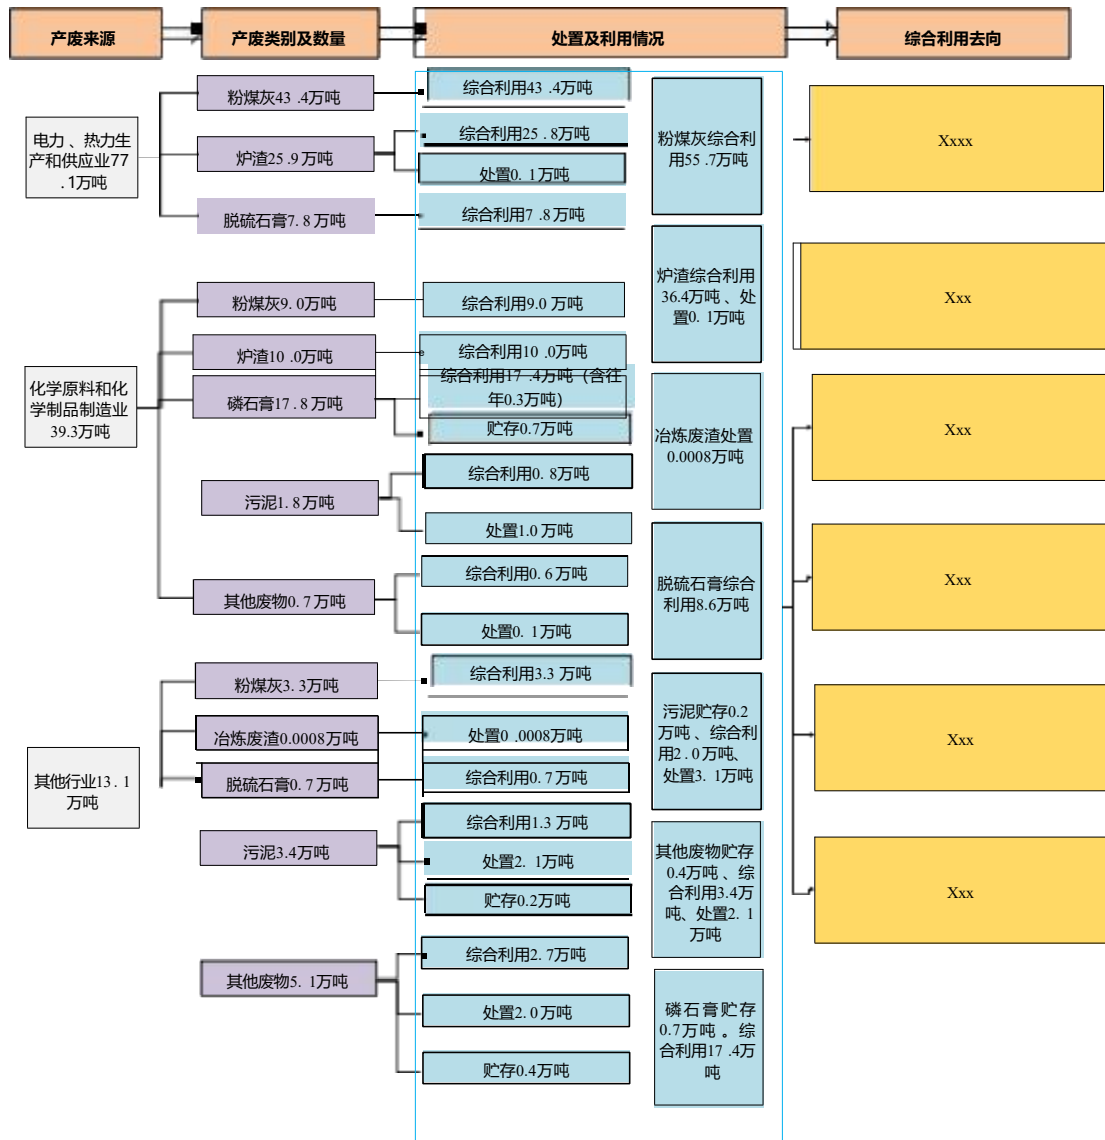 产废来源
产废类别及数量
处置及利用情况
综合利用去向
电力 、热力生
产和供应业77
.1万吨
粉煤灰43 .4万吨
综合利用43 .4万吨
炉渣25.9万吨
综合利用25 .8万吨
处置0. 1万吨
脱硫石膏7. 8 万吨
综合利用7 .8万吨
化学原料和化
学制品制造业
39.3万吨
粉煤灰9. 0万吨
综合利用9.0 万吨
炉渣10 .0万吨
综合利用10 .0万吨
磷石膏17 . 8万吨
综合利用17 .4万吨（含往
年0.3万吨）
贮存0.7万吨
污泥1. 8 万吨
综合利用0. 8万吨
处置1.0 万吨
其他废物0. 7 万吨
综合利用0. 6 万吨
处置0. 1万吨
其他行业13. 1
万吨
粉煤灰3. 3万吨
综合利用3.3 万吨
冶炼废渣0.0008万吨
处置0 .0008万吨
脱硫石膏0. 7 万吨
综合利用0. 7 万吨
污泥3.4万吨
综合利用1.3 万吨
处置2. 1万吨
贮存0.2万吨
其他废物5. 1万吨
综合利用2. 7万吨
处置2.0万吨
贮存0.4万吨
粉煤灰综合利
用55 .7万吨
炉渣综合利用
36.4万吨 、处
置0. 1万吨
冶炼废渣处置
0.0008万吨
脱硫石膏综合
利用8.6万吨
污泥贮存0.2
万吨 、综合利
用2. 0万吨、
处置3. 1万吨
其他废物贮存
0.4万吨 、综
合利用3.4万
吨、处置2. 1
万吨
磷石膏贮存
0.7万吨 。综
合利用17 .4万
吨
Xxxx
Xxx
Xxx
Xxx
Xxx
Xxx